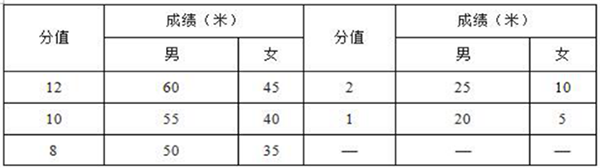 分值 成绩（米） 分值 成绩（米）
男 女 男 女
12 60 45 2 25 10
10 55 40 1 20 5
8 50 35 — — —